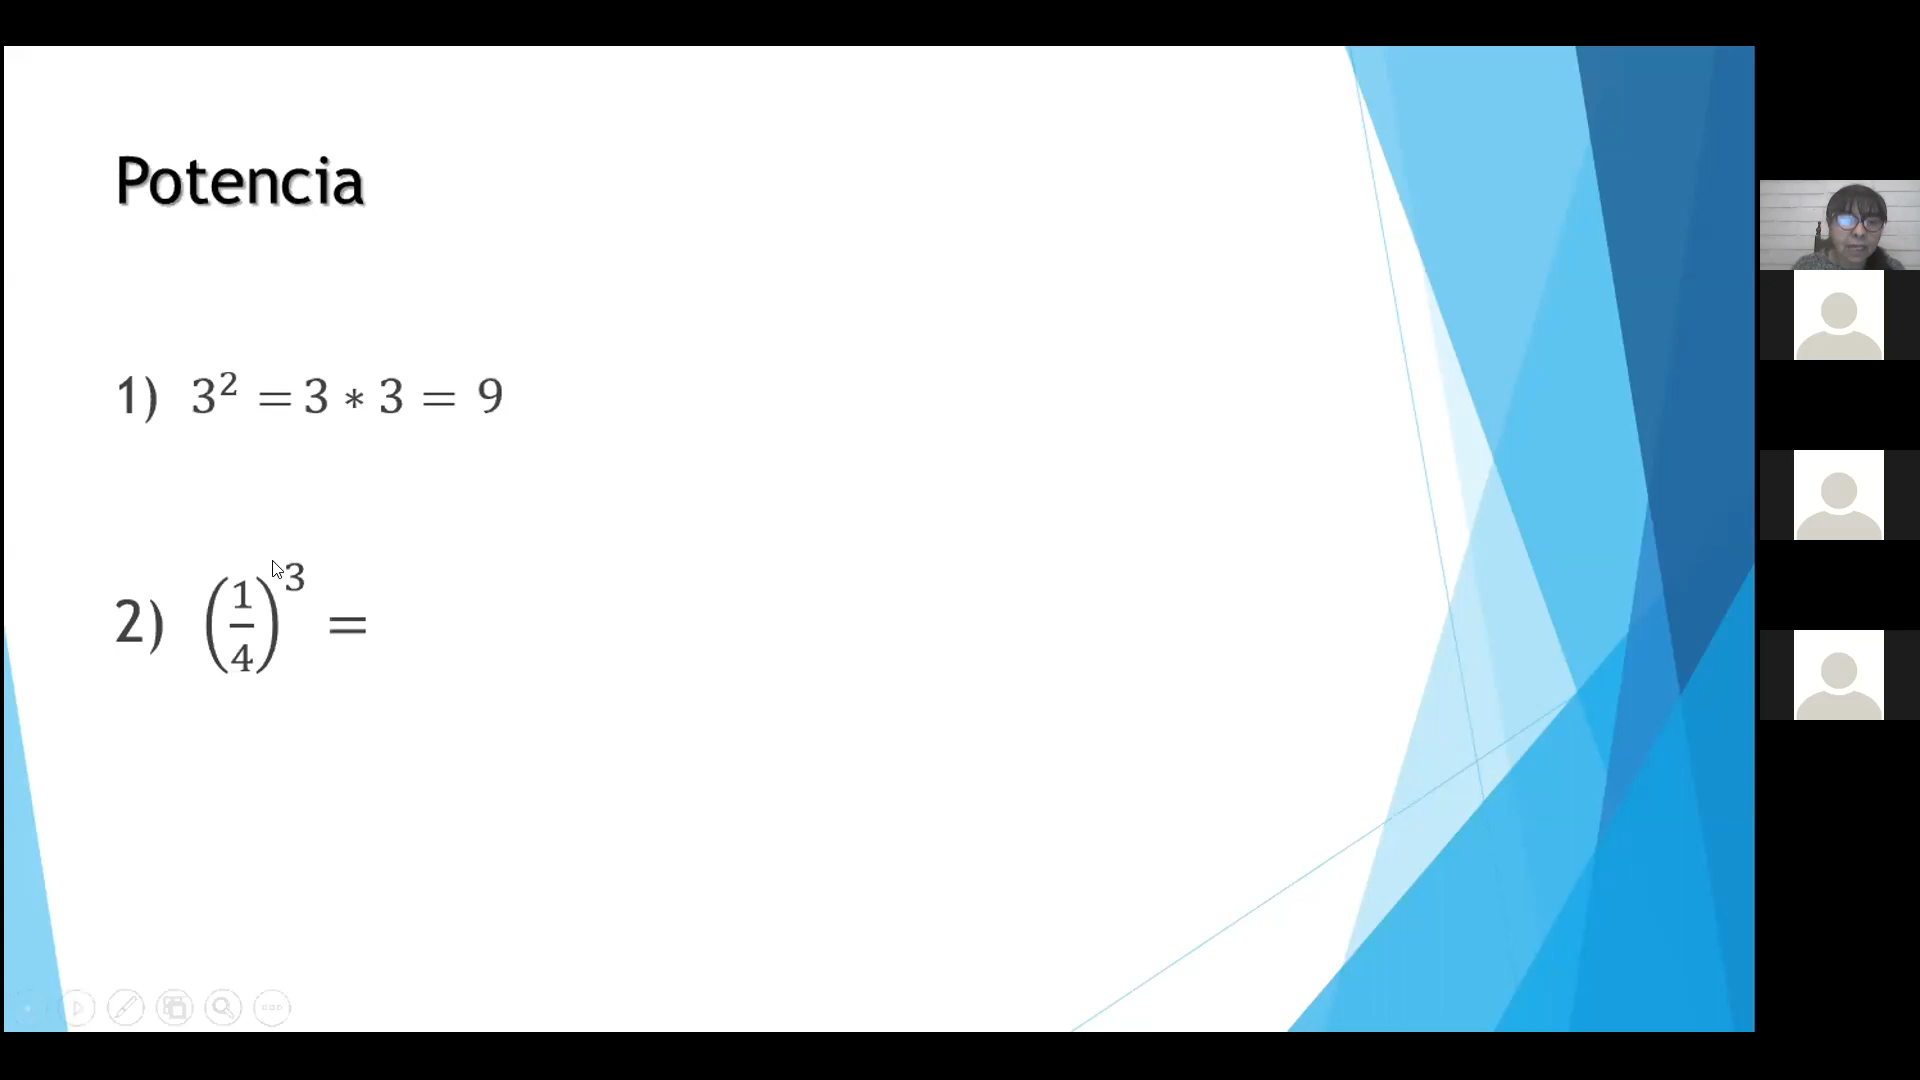 Potencia
1) 3² = 3 ∗ 3 = 9
2) (1/4)³ =